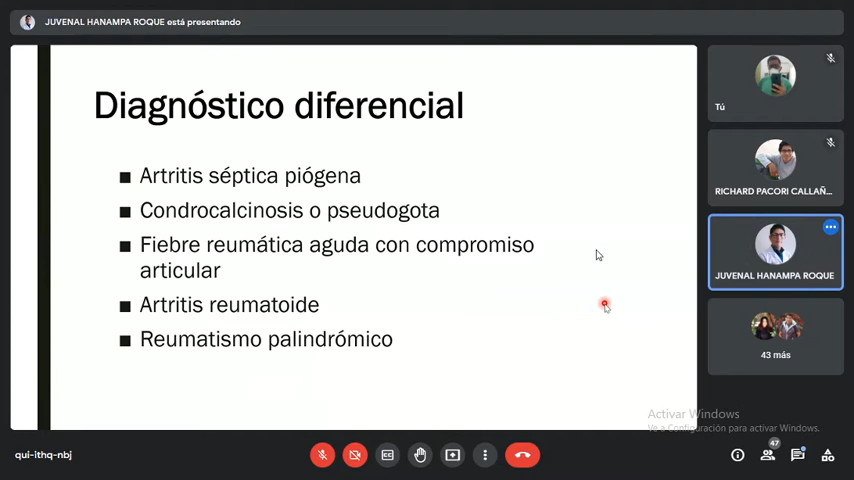 JUVENAL HANAMPA ROQUE está presentando
Diagnóstico diferencial
■ Artritis séptica piógena
■ Condrocalcinosis o pseudogota
■ Fiebre reumática aguda con compromiso
articular
■ Artritis reumatoide
■ Reumatismo palindrómico
Tú
RICHARD PACORI CALLAÑ...
JUVENAL HANAMPA ROQUE
43 más
Activar Windows
Ve a Configuración para activar Windows.
qui-ithq-nbj
CC
47